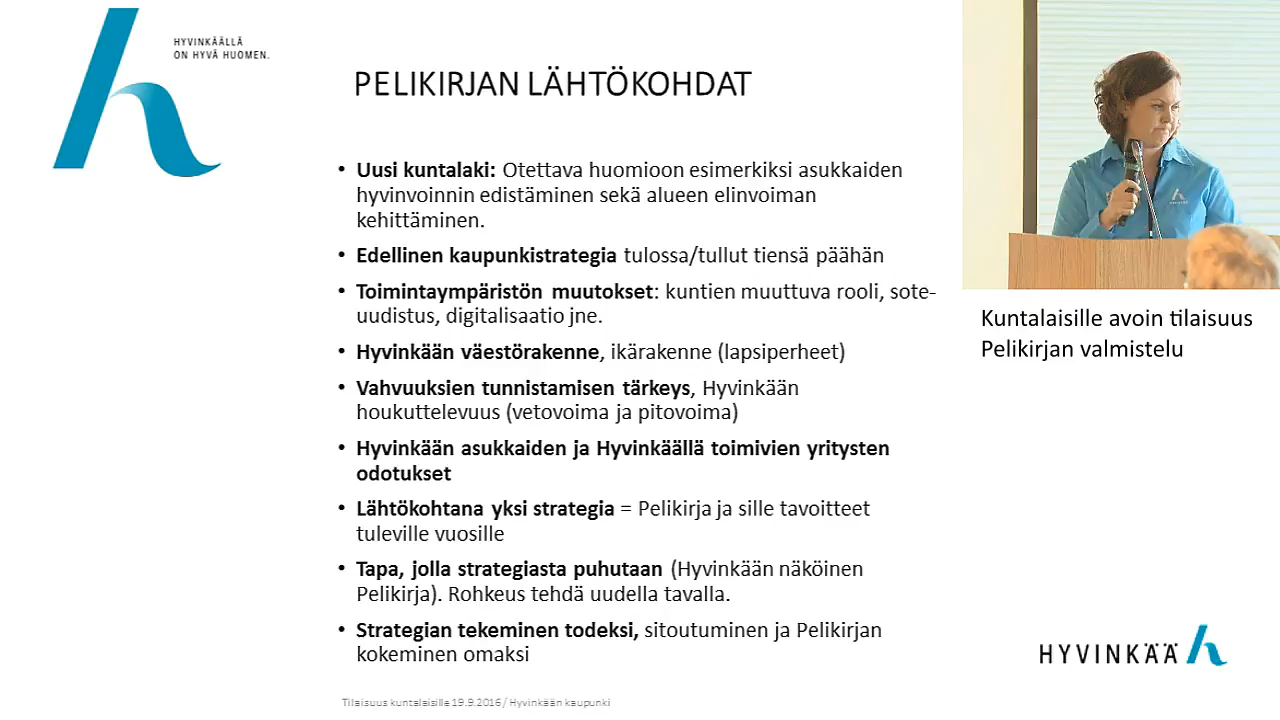 HYVINKÄÄLLÄ
ON HYVÄ HUOMEN.
PELIKIRJAN LÄHTÖKOHDAT
• Uusi kuntalaki: Otettava huomioon esimerkiksi asukkaiden
hyvinvoinnin edistäminen sekä alueen elinvoiman
kehittäminen.
• Edellinen kaupunkistrategia tulossa/tullut tiensä päähän
• Toimintaympäristön muutokset: kuntien muuttuva rooli, sote-
uudistus, digitalisaatio jne.
• Hyvinkään väestörakenne, ikärakenne (lapsiperheet)
• Vahvuuksien tunnistamisen tärkeys, Hyvinkään
houkuttelevuus (vetovoima ja pitovoima)
• Hyvinkään asukkaiden ja Hyvinkäällä toimivien yritysten
odotukset
• Lähtökohtana yksi strategia = Pelikirja ja sille tavoitteet
tuleville vuosille
• Tapa, jolla strategiasta puhutaan (Hyvinkään näköinen
Pelikirja). Rohkeus tehdä uudella tavalla.
• Strategian tekeminen todeksi, sitoutuminen ja Pelikirjan
kokeminen omaksi
Tilaisuus kuntalaisille 19.9.2016 / Hyvinkään kaupunki
Kuntalaisille avoin tilaisuus
Pelikirjan valmistelu
HYVINKÄÄ